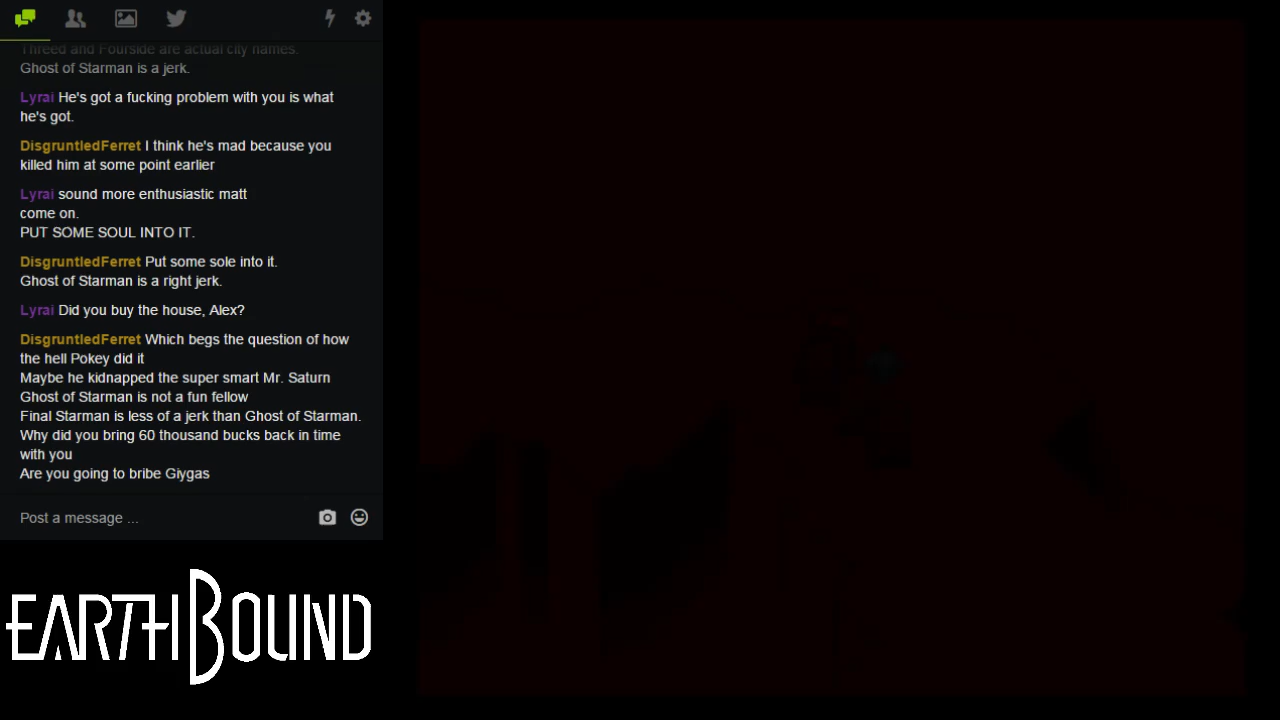 Threed and Fourside are actual city names.
Ghost of Starman is a jerk.
Lyrai He's got a fucking problem with you is what
he's got.
DisgruntledFerret I think he's mad because you
killed him at some point earlier
Lyrai sound more enthusiastic matt
come on.
PUT SOME SOUL INTO IT.
DisgruntledFerret Put some sole into it.
Ghost of Starman is a right jerk.
Lyrai Did you buy the house, Alex?
DisgruntledFerret Which begs the question of how
the hell Pokey did it
Maybe he kidnapped the super smart Mr. Saturn
Ghost of Starman is not a fun fellow
Final Starman is less of a jerk than Ghost of Starman.
Why did you bring 60 thousand bucks back in time
with you
Are you going to bribe Giygas
Post a message ...
EARTHBOUND